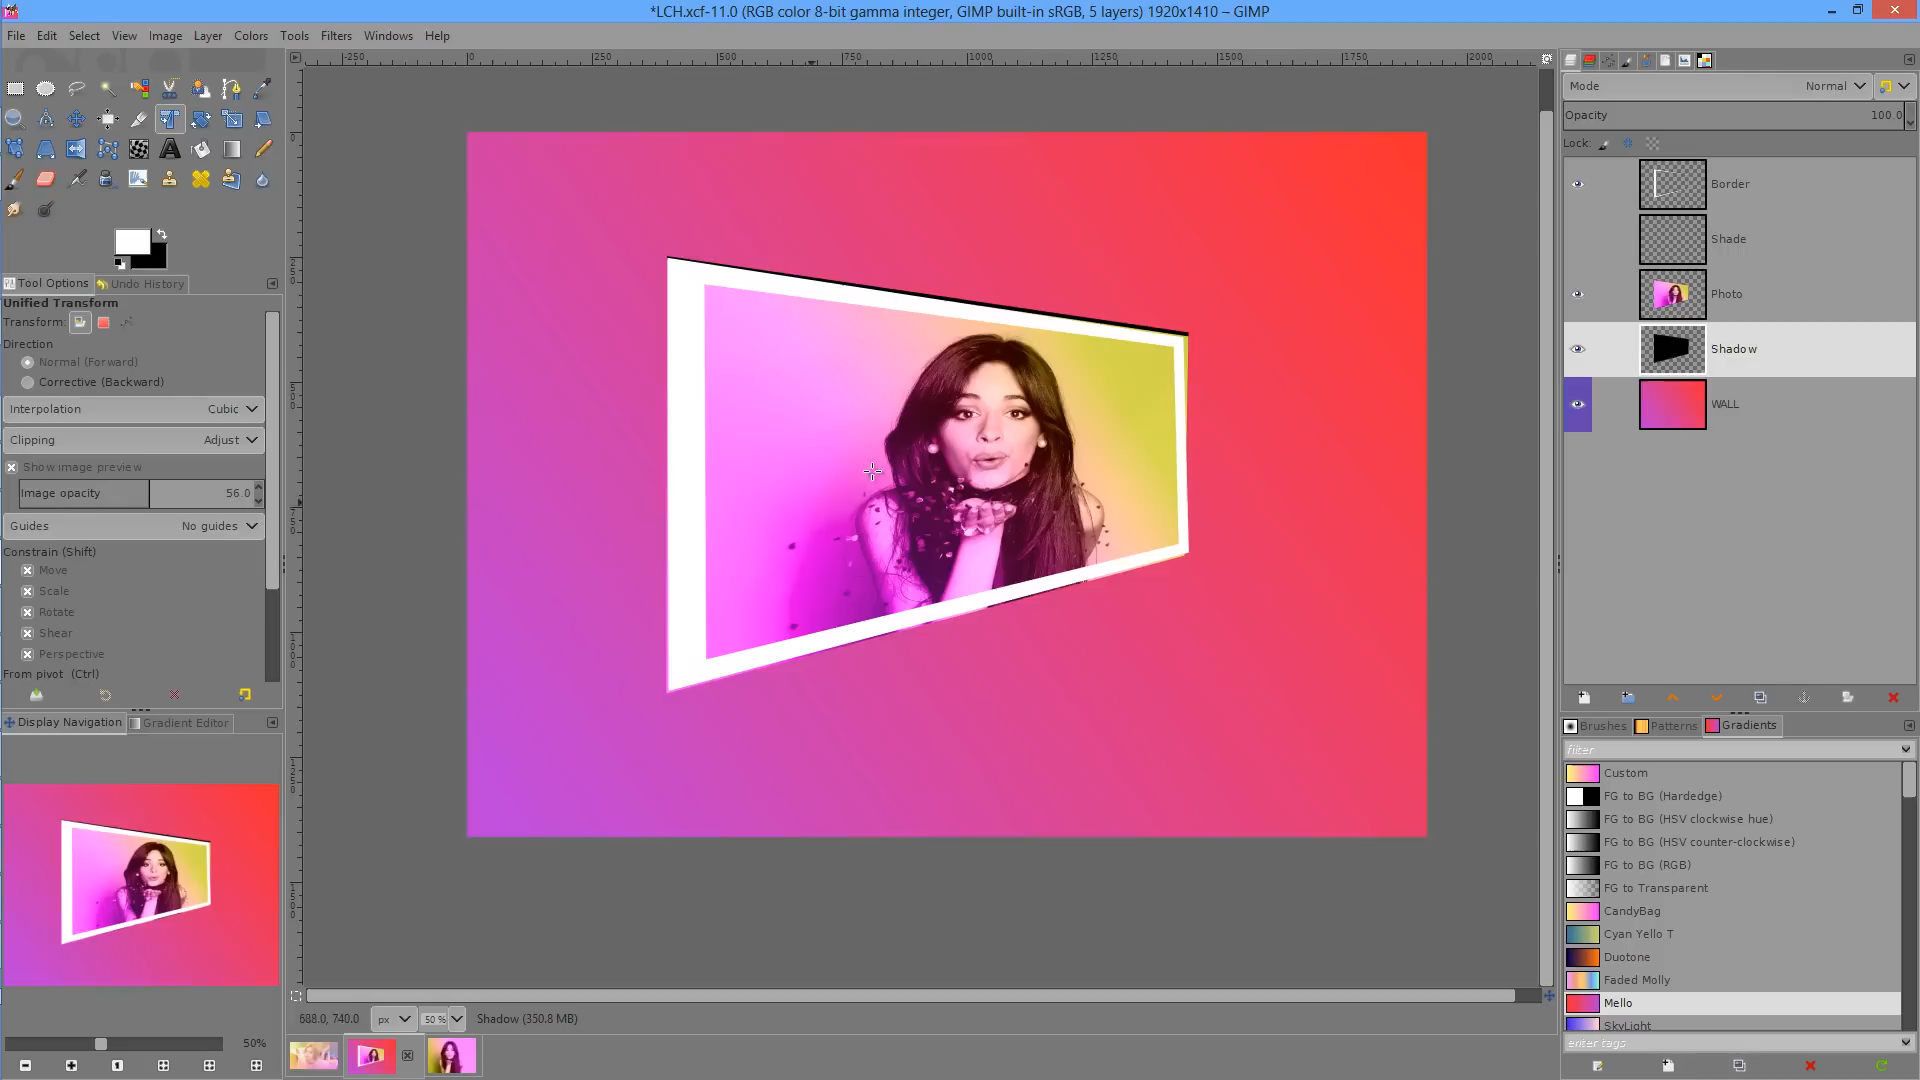 *LCH.xcf-11.0 (RGB color 8-bit gamma integer, GIMP built-in sRGB, 5 layers) 1920x1410 – GIMP
File Edit Select View Image Layer Colors Tools Filters Windows Help
Tool Options Undo History
Unified Transform
Transform:
Direction
Normal (Forward)
Corrective (Backward)
Interpolation Cubic
Clipping Adjust
Show image preview
Image opacity 56.0
Guides No guides
Constrain (Shift)
Move
Scale
Rotate
Shear
Perspective
From pivot (Ctrl)
Display Navigation Gradient Editor
50%
-250 0 250 500 750 1000 1250 1500 1750 2000
0
250
500
750
1000
1250
1500
688.0, 740.0 px 50 % Shadow (350.8 MB)
Mode Normal
Opacity 100.0
Lock:
Border
Shade
Photo
Shadow
WALL
Brushes Patterns Gradients
filter
Custom
FG to BG (Hardedge)
FG to BG (HSV clockwise hue)
FG to BG (HSV counter-clockwise)
FG to BG (RGB)
FG to Transparent
CandyBag
Cyan Yello T
Duotone
Faded Molly
Mello
SkyLight
enter tags